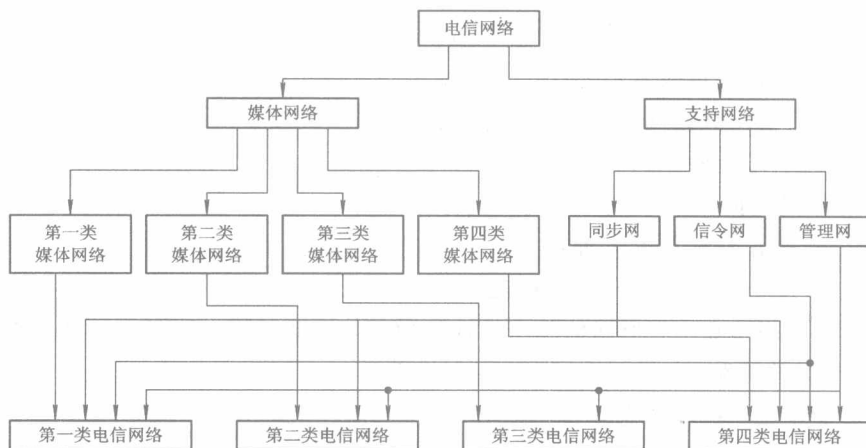 电信网络
媒体网络
支持网络
第一类
媒体网络
第二类
媒体网络
第三类
媒体网络
第四类
媒体网络
同步网
信令网
管理网
第一类电信网络
第二类电信网络
第三类电信网络
第四类电信网络